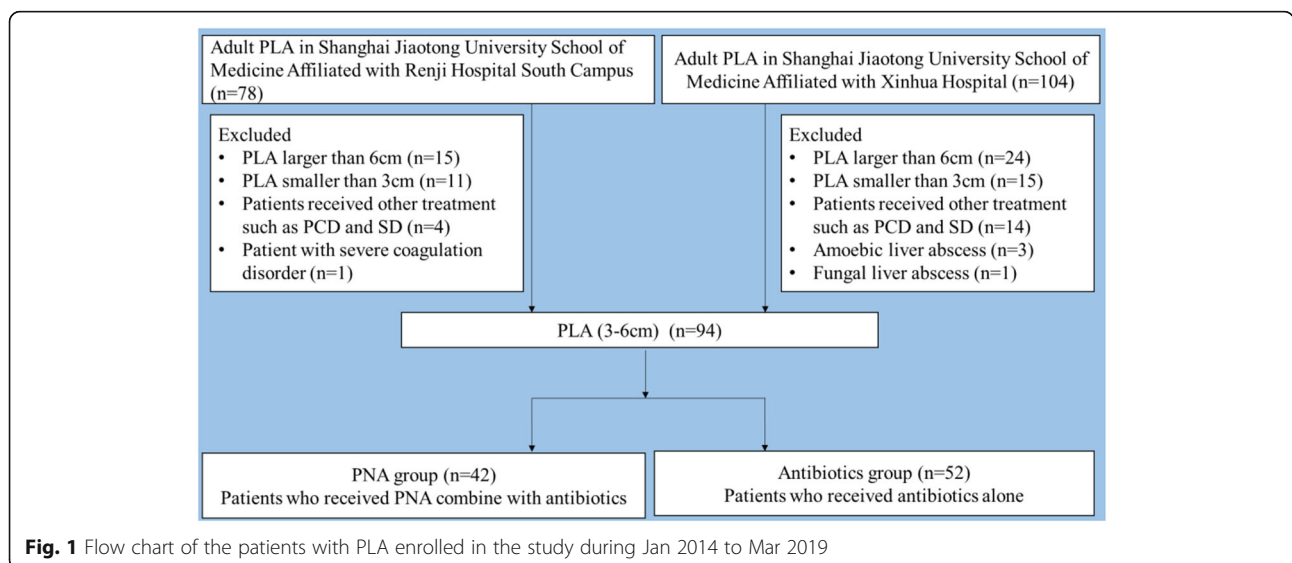 Adult PLA in Shanghai Jiaotong University School of
Medicine Affiliated with Renji Hospital South Campus
(n=78)
Adult PLA in Shanghai Jiaotong University School of
Medicine Affiliated with Xinhua Hospital (n=104)
Excluded
• PLA larger than 6cm (n=15)
• PLA smaller than 3cm (n=11)
• Patients received other treatment
such as PCD and SD (n=4)
• Patient with severe coagulation
disorder (n=1)
Excluded
• PLA larger than 6cm (n=24)
• PLA smaller than 3cm (n=15)
• Patients received other treatment
such as PCD and SD (n=14)
• Amoebic liver abscess (n=3)
• Fungal liver abscess (n=1)
PLA (3-6cm) (n=94)
PNA group (n=42)
Patients who received PNA combine with antibiotics
Antibiotics group (n=52)
Patients who received antibiotics alone
Fig. 1 Flow chart of the patients with PLA enrolled in the study during Jan 2014 to Mar 2019